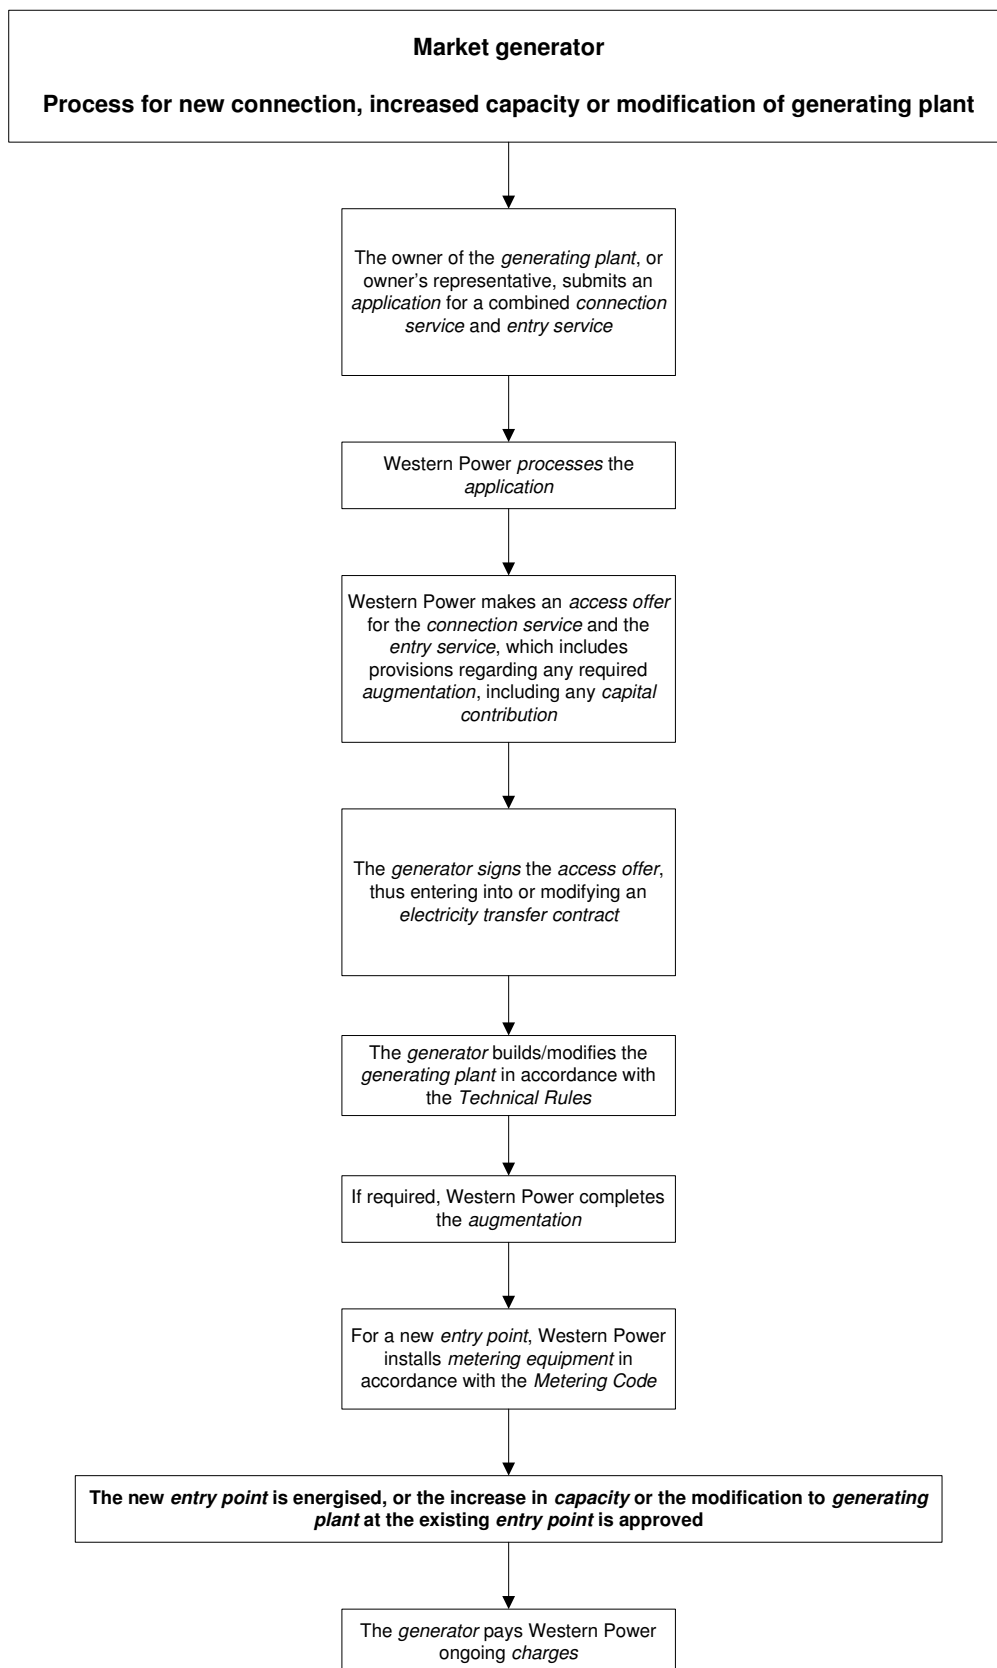 Market generator
Process for new connection, increased capacity or modification of generating plant
The owner of the generating plant, or
owner's representative, submits an
application for a combined connection
service and entry service
Western Power processes the
application
Western Power makes an access offer
for the connection service and the
entry service, which includes
provisions regarding any required
augmentation, including any capital
contribution
The generator signs the access offer,
thus entering into or modifying an
electricity transfer contract
The generator builds/modifies the
generating plant in accordance with
the Technical Rules
If required, Western Power completes
the augmentation
For a new entry point, Western Power
installs metering equipment in
accordance with the Metering Code
The new entry point is energised, or the increase in capacity or the modification to generating
plant at the existing entry point is approved
The generator pays Western Power
ongoing charges